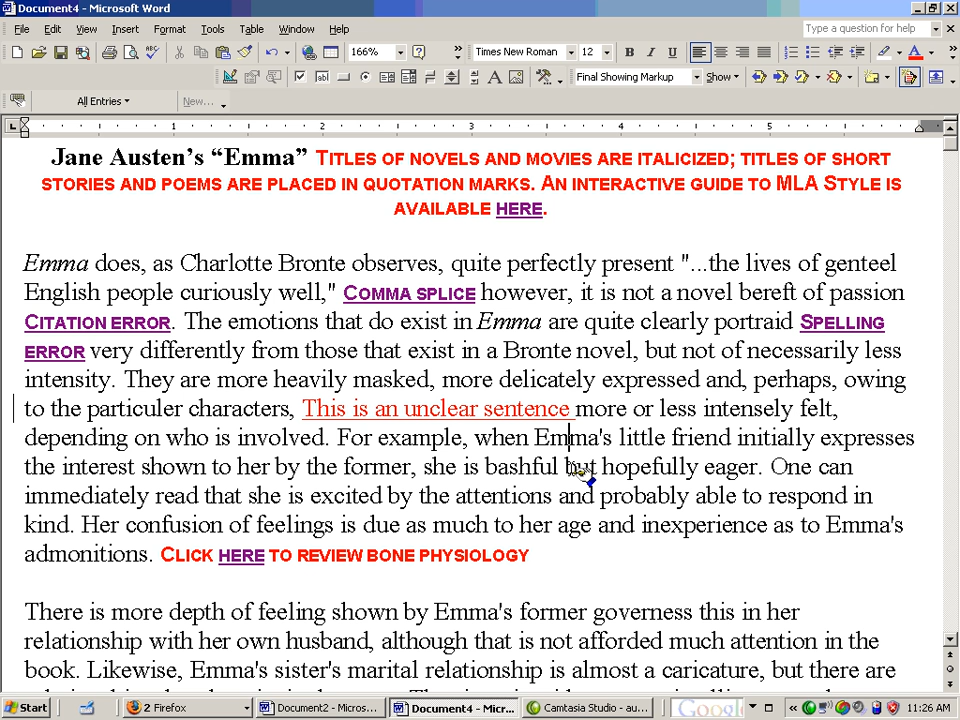 Document4 - Microsoft Word
File Edit View Insert Format Tools Table Window Help
Type a question for help
166% Times New Roman 12 B I U
Final Showing Markup Show
All Entries New...
1 2 3 4 5
Jane Austen's “Emma” TITLES OF NOVELS AND MOVIES ARE ITALICIZED; TITLES OF SHORT
STORIES AND POEMS ARE PLACED IN QUOTATION MARKS. AN INTERACTIVE GUIDE TO MLA STYLE IS
AVAILABLE HERE.
Emma does, as Charlotte Bronte observes, quite perfectly present "...the lives of genteel
English people curiously well," COMMA SPLICE however, it is not a novel bereft of passion
CITATION ERROR. The emotions that do exist in Emma are quite clearly portraid SPELLING
ERROR very differently from those that exist in a Bronte novel, but not of necessarily less
intensity. They are more heavily masked, more delicately expressed and, perhaps, owing
to the particuler characters, This is an unclear sentence more or less intensely felt,
depending on who is involved. For example, when Emma's little friend initially expresses
the interest shown to her by the former, she is bashful but hopefully eager. One can
immediately read that she is excited by the attentions and probably able to respond in
kind. Her confusion of feelings is due as much to her age and inexperience as to Emma's
admonitions. CLICK HERE TO REVIEW BONE PHYSIOLOGY
There is more depth of feeling shown by Emma's former governess this in her
relationship with her own husband, although that is not afforded much attention in the
book. Likewise, Emma's sister's marital relationship is almost a caricature, but there are
Start 2 Firefox Document2 - Micros... Document4 - Mic... Camtasia Studio - au... Google 11:26 AM